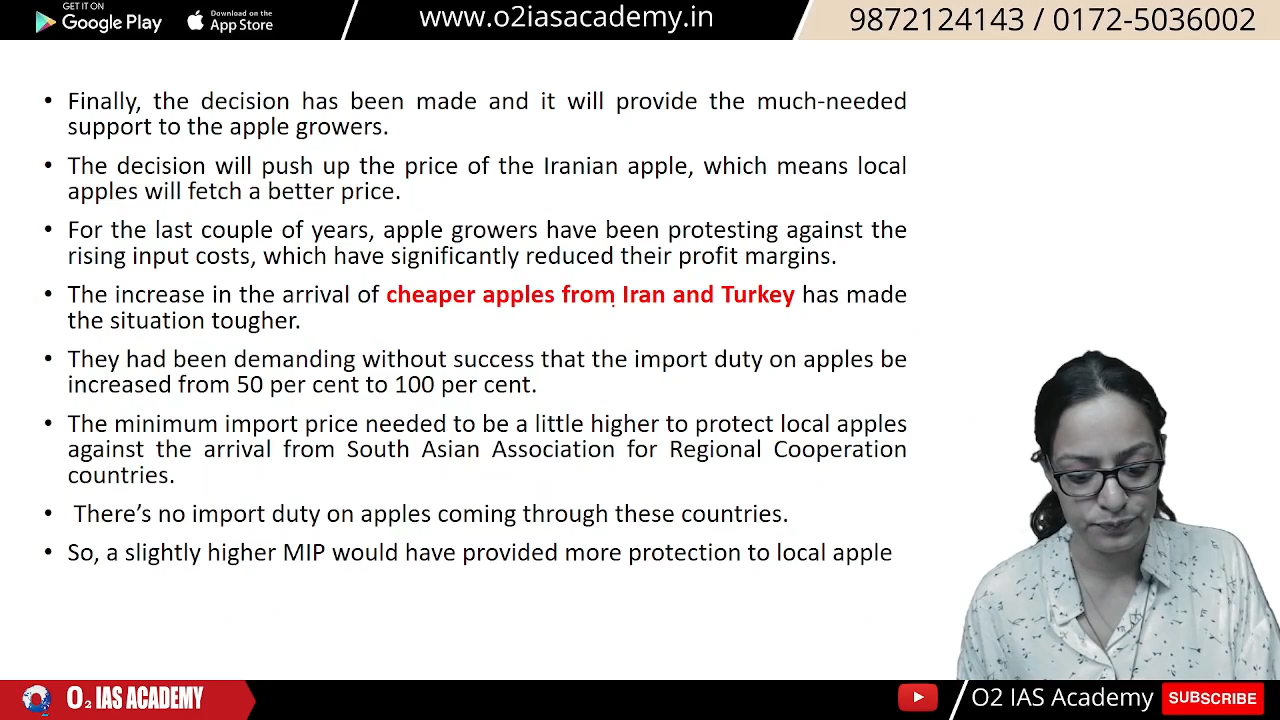 GET IT ON
Google Play
Download on the
App Store
www.o2iasacademy.in
9872124143 / 0172-5036002
• Finally, the decision has been made and it will provide the much-needed
support to the apple growers.
• The decision will push up the price of the Iranian apple, which means local
apples will fetch a better price.
• For the last couple of years, apple growers have been protesting against the
rising input costs, which have significantly reduced their profit margins.
• The increase in the arrival of cheaper apples from Iran and Turkey has made
the situation tougher.
• They had been demanding without success that the import duty on apples be
increased from 50 per cent to 100 per cent.
• The minimum import price needed to be a little higher to protect local apples
against the arrival from South Asian Association for Regional Cooperation
countries.
• There's no import duty on apples coming through these countries.
• So, a slightly higher MIP would have provided more protection to local apple
O2 IAS ACADEMY
O2 IAS Academy
SUBSCRIBE